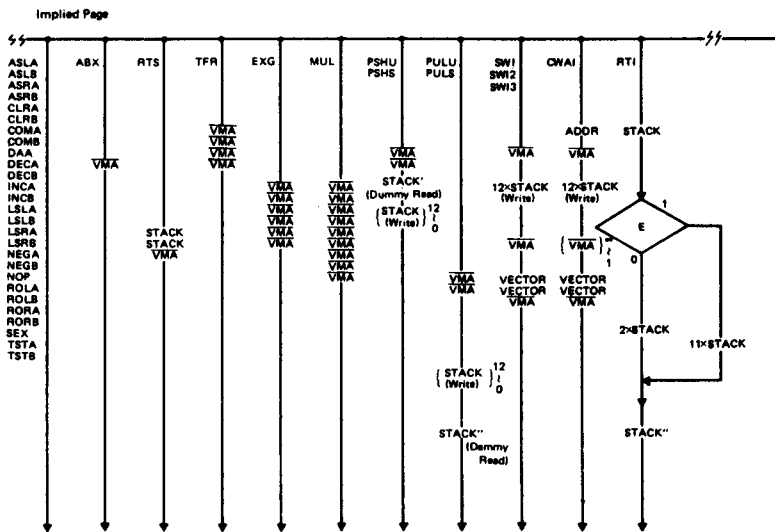 Implied Page
ASLA
ASLB
ASRA
ASRB
CLRA
CLRB
COMA
COMB
DAA
DECA
DECB
INCA
INCB
LSLA
LSLB
LSRA
LSRB
NEGA
NEGB
NOP
ROLA
ROLB
RORA
RORB
SEX
TSTA
TSTB
ABX
VMA
RTS
STACK
STACK
VMA
TFR
VMA
VMA
VMA
VMA
EXG
VMA
VMA
VMA
VMA
VMA
VMA
MUL
VMA
VMA
VMA
VMA
VMA
VMA
VMA
VMA
VMA
PSHU
PSHS
VMA
VMA
STACK'
(Dummy Read)
{STACK 12
(Write)} ~
0
PULU
PULS
VMA
VMA
{STACK 12
(Write)} ~
0
STACK''
(Dammy
Read)
SWI
SWI2
SWI3
VMA
12×STACK
(Write)
VMA
VECTOR
VECTOR
VMA
CWAI
ADDR
VMA
12×STACK
(Write)
{VMA} ∞
~
1
VECTOR
VECTOR
VMA
RTI
STACK
1
E
0
2×STACK
11×STACK
STACK''